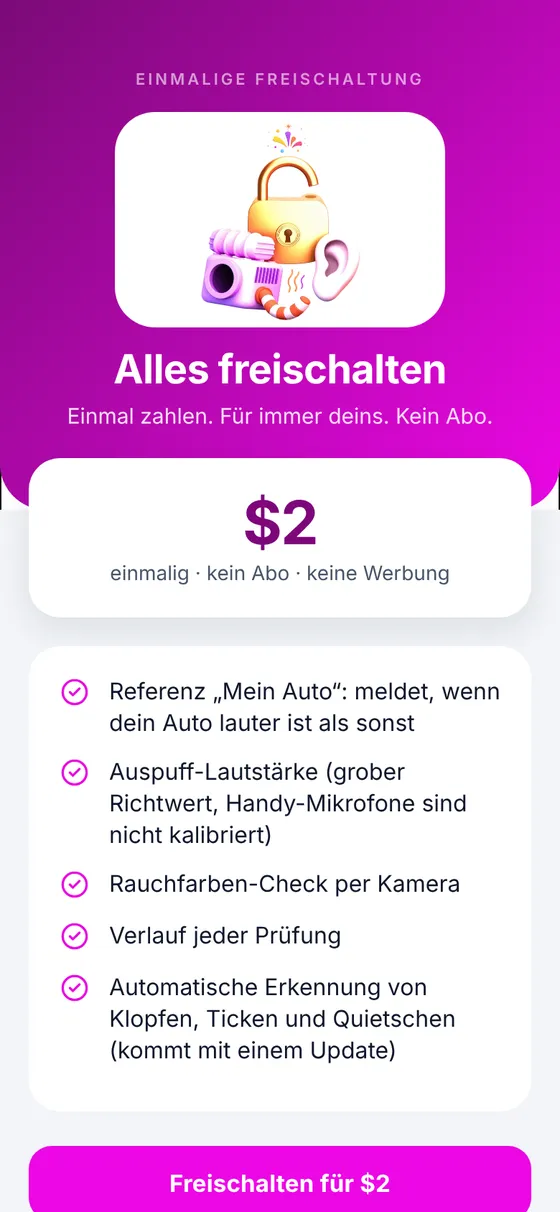 EINMALIGE FREISCHALTUNG
Alles freischalten
Einmal zahlen. Für immer deins. Kein Abo.
$2
einmalig · kein Abo · keine Werbung
Referenz „Mein Auto“: meldet, wenn
dein Auto lauter ist als sonst
Auspuff-Lautstärke (grober
Richtwert, Handy-Mikrofone sind
nicht kalibriert)
Rauchfarben-Check per Kamera
Verlauf jeder Prüfung
Automatische Erkennung von
Klopfen, Ticken und Quietschen
(kommt mit einem Update)
Freischalten für $2